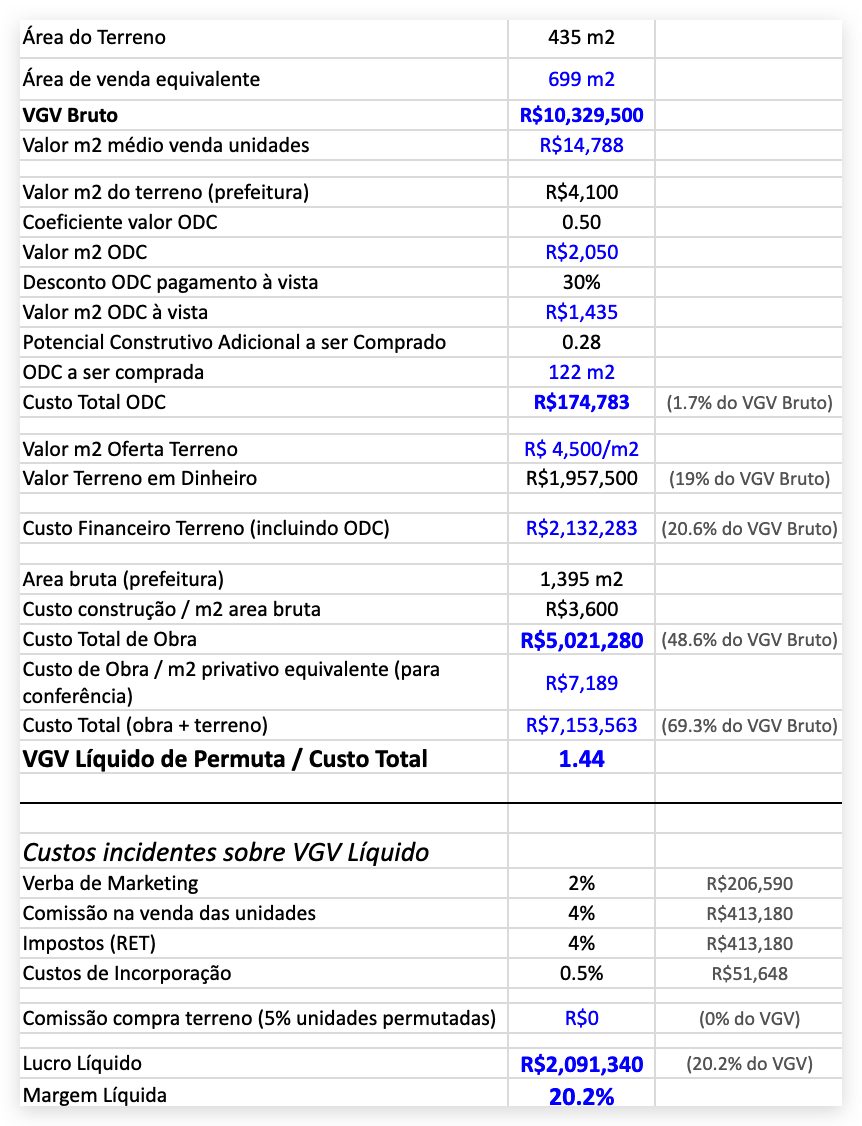 Área do Terreno 435 m2
Área de venda equivalente 699 m2
VGV Bruto R$10,329,500
Valor m2 médio venda unidades R$14,788
Valor m2 do terreno (prefeitura) R$4,100
Coeficiente valor ODC 0.50
Valor m2 ODC R$2,050
Desconto ODC pagamento à vista 30%
Valor m2 ODC à vista R$1,435
Potencial Construtivo Adicional a ser Comprado 0.28
ODC a ser comprada 122 m2
Custo Total ODC R$174,783 (1.7% do VGV Bruto)
Valor m2 Oferta Terreno R$ 4,500/m2
Valor Terreno em Dinheiro R$1,957,500 (19% do VGV Bruto)
Custo Financeiro Terreno (incluindo ODC) R$2,132,283 (20.6% do VGV Bruto)
Area bruta (prefeitura) 1,395 m2
Custo construção / m2 area bruta R$3,600
Custo Total de Obra R$5,021,280 (48.6% do VGV Bruto)
Custo de Obra / m2 privativo equivalente (para
conferência) R$7,189
Custo Total (obra + terreno) R$7,153,563 (69.3% do VGV Bruto)
VGV Líquido de Permuta / Custo Total 1.44
Custos incidentes sobre VGV Líquido
Verba de Marketing 2% R$206,590
Comissão na venda das unidades 4% R$413,180
Impostos (RET) 4% R$413,180
Custos de Incorporação 0.5% R$51,648
Comissão compra terreno (5% unidades permutadas) R$0 (0% do VGV)
Lucro Líquido R$2,091,340 (20.2% do VGV)
Margem Líquida 20.2%